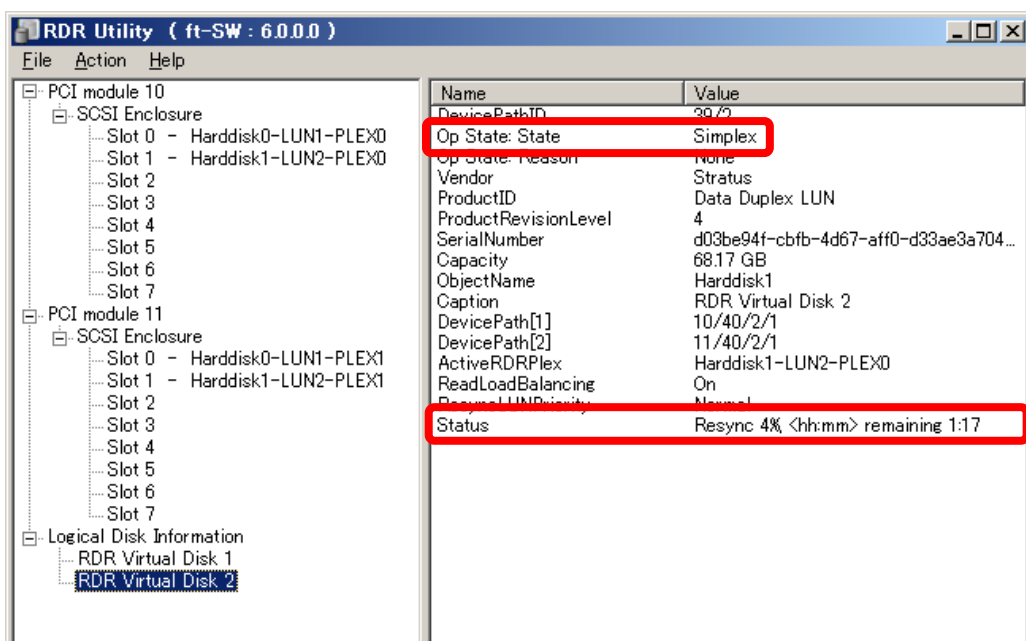 RDR Utility ( ft-SW : 6.0.0.0 )
File Action Help
PCI module 10
SCSI Enclosure
Slot 0 - Harddisk0-LUN1-PLEX0
Slot 1 - Harddisk1-LUN2-PLEX0
Slot 2
Slot 3
Slot 4
Slot 5
Slot 6
Slot 7
PCI module 11
SCSI Enclosure
Slot 0 - Harddisk0-LUN1-PLEX1
Slot 1 - Harddisk1-LUN2-PLEX1
Slot 2
Slot 3
Slot 4
Slot 5
Slot 6
Slot 7
Logical Disk Information
RDR Virtual Disk 1
RDR Virtual Disk 2
Name Value
DevicePathID 39/2
Op State: State Simplex
Op State: Reason None
Vendor Stratus
ProductID Data Duplex LUN
ProductRevisionLevel 4
SerialNumber d03be94f-cbfb-4d67-aff0-d33ae3a704...
Capacity 68.17 GB
ObjectName Harddisk1
Caption RDR Virtual Disk 2
DevicePath[1] 10/40/2/1
DevicePath[2] 11/40/2/1
ActiveRDRPlex Harddisk1-LUN2-PLEX0
ReadLoadBalancing On
ResyncLUNPriority Normal
Status Resync 4%, <hh:mm> remaining 1:17